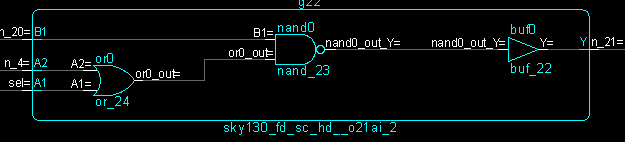 g22
n_20= B1 B1= nand0
nand0_out_Y= nand0_out_Y= buf0 Y= Y n_21=
or0_out=
n_4= A2 A2= or0
or0_out= nand_23 buf_22
sel= A1 A1= or_24
sky130_fd_sc_hd__o21ai_2